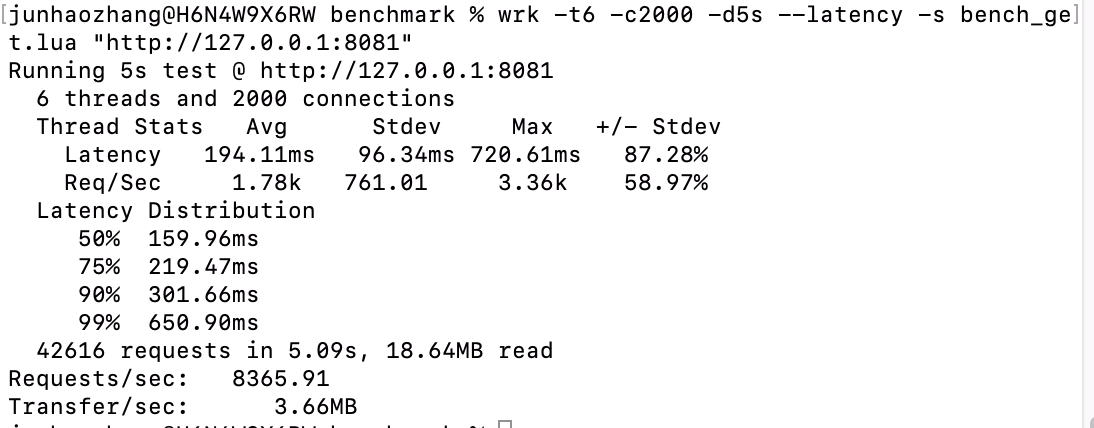 [junhaozhang@H6N4W9X6RW benchmark % wrk -t6 -c2000 -d5s --latency -s bench_ge]
t.lua "http://127.0.0.1:8081"
Running 5s test @ http://127.0.0.1:8081
  6 threads and 2000 connections
  Thread Stats   Avg      Stdev     Max   +/- Stdev
    Latency   194.11ms   96.34ms 720.61ms   87.28%
    Req/Sec     1.78k   761.01     3.36k    58.97%
  Latency Distribution
     50%  159.96ms
     75%  219.47ms
     90%  301.66ms
     99%  650.90ms
  42616 requests in 5.09s, 18.64MB read
Requests/sec:   8365.91
Transfer/sec:      3.66MB